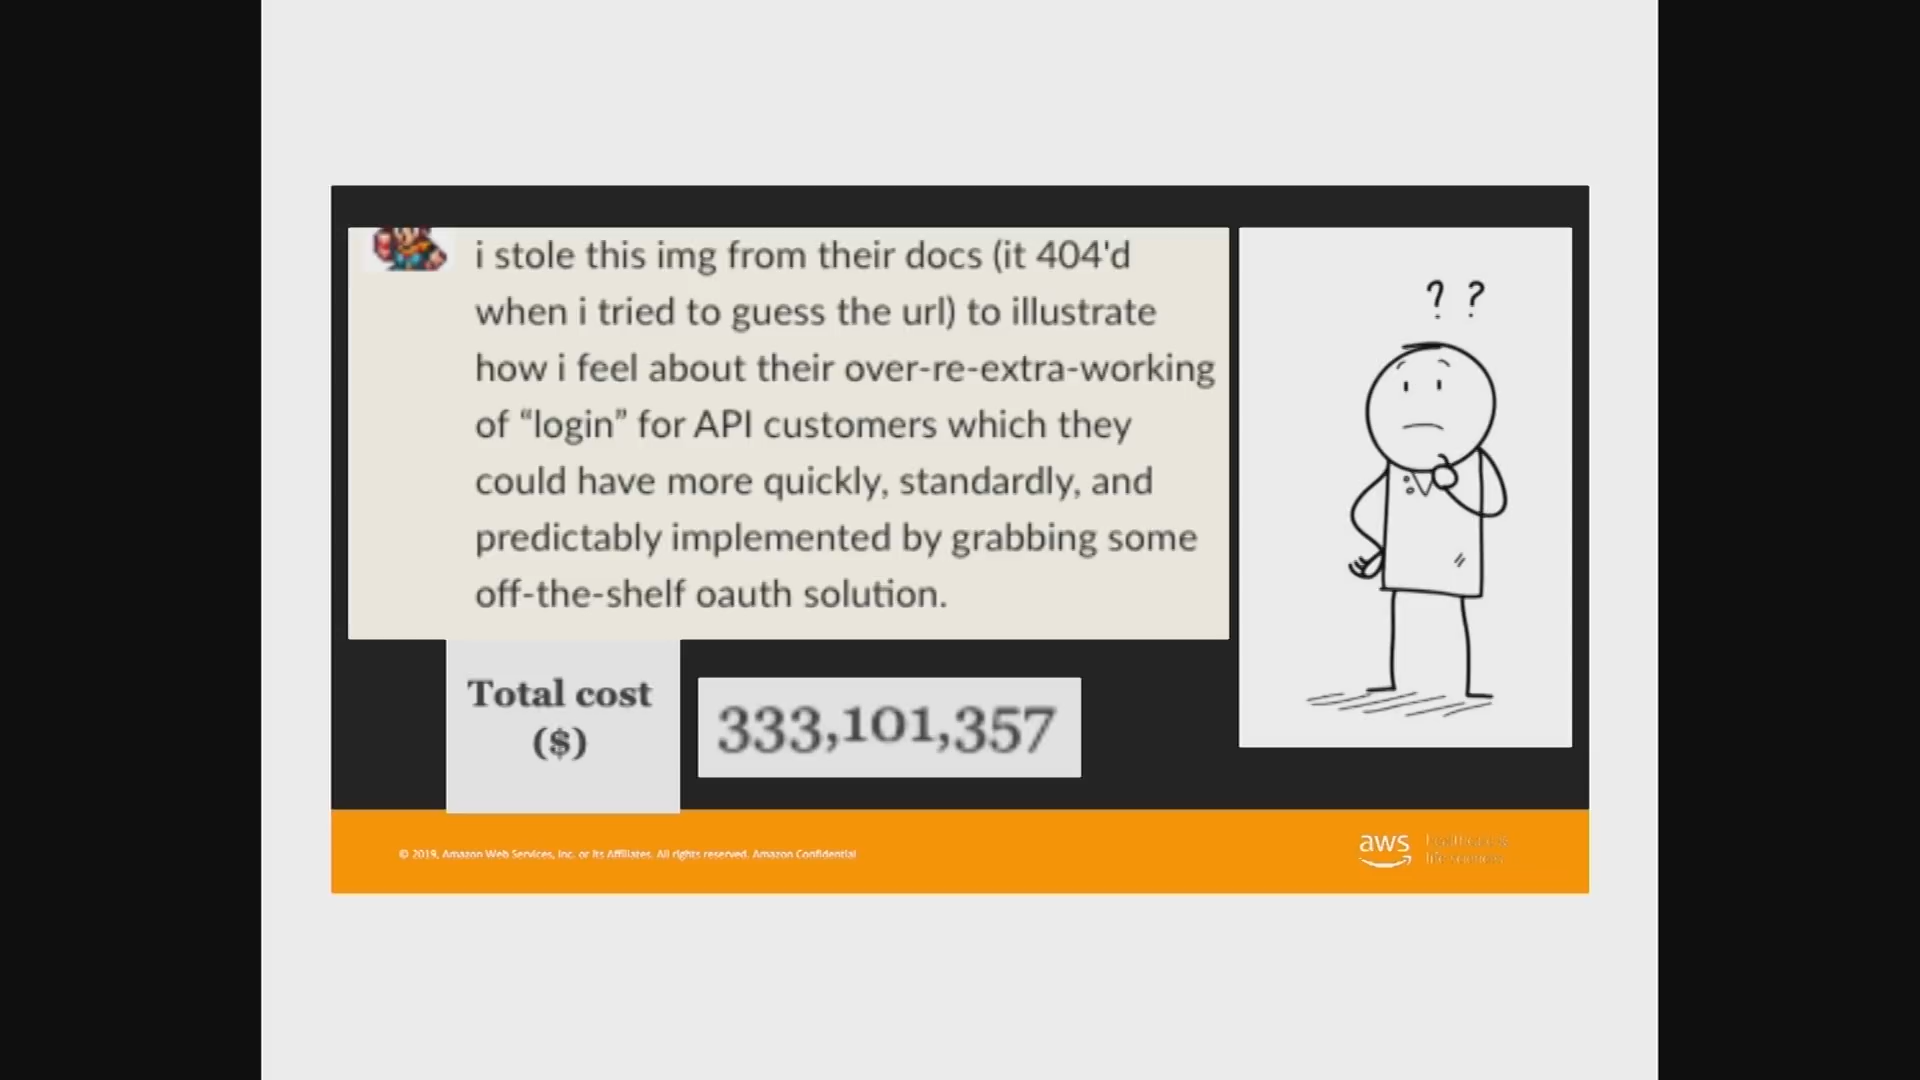 i stole this img from their docs (it 404'd
when i tried to guess the url) to illustrate
how i feel about their over-re-extra-working
of “login” for API customers which they
could have more quickly, standardly, and
predictably implemented by grabbing some
off-the-shelf oauth solution.
? ?
Total cost
($)
333,101,357
© 2019, Amazon Web Services, Inc. or its Affiliates. All rights reserved. Amazon Confidential
aws
healthcare &
life sciences